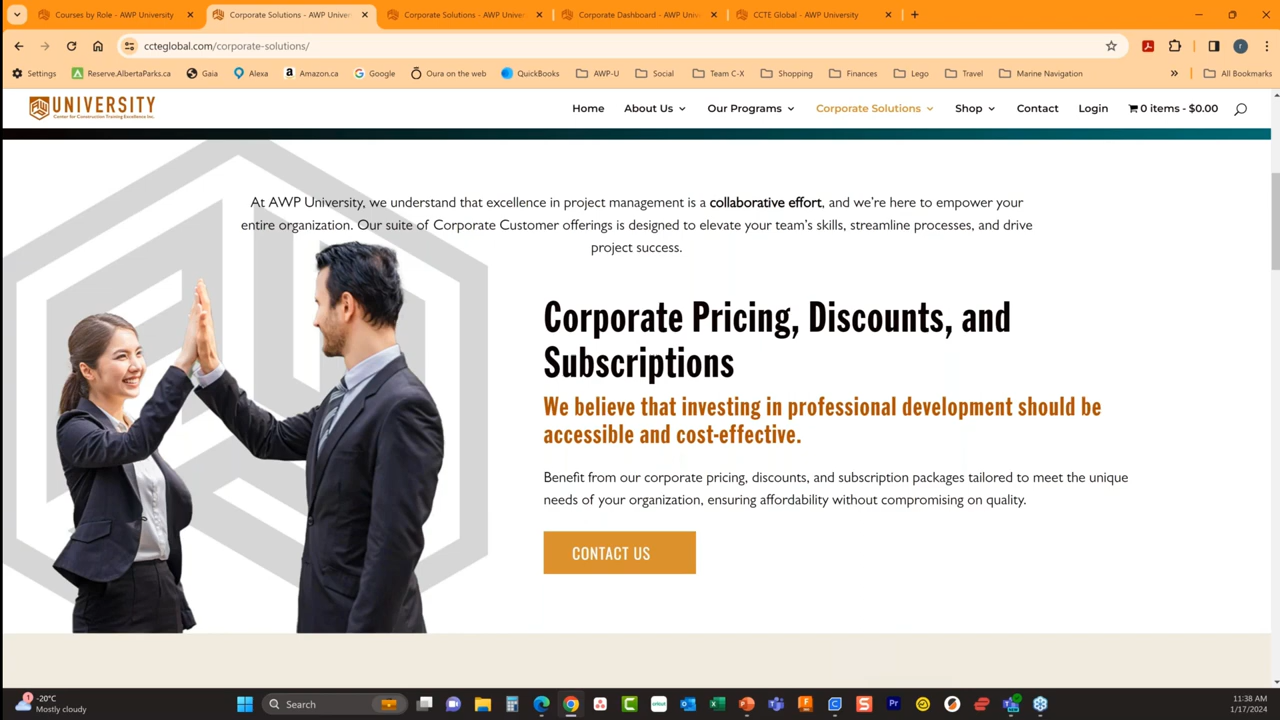 Courses by Role - AWP University
Corporate Solutions - AWP Unive
Corporate Solutions - AWP Univer
Corporate Dashboard - AWP Univ
CCTE Global - AWP University
ccteglobal.com/corporate-solutions/
r
Settings
Reserve.AlbertaParks.ca
Gaia
Alexa
Amazon.ca
Google
Oura on the web
QuickBooks
AWP-U
Social
Team C-X
Shopping
Finances
Lego
Travel
Marine Navigation
»
All Bookmarks
UNIVERSITY
Center for Construction Training Excellence Inc.
Home
About Us
Our Programs
Corporate Solutions
Shop
Contact
Login
0 items - $0.00
At AWP University, we understand that excellence in project management is a collaborative effort, and we're here to empower your
entire organization. Our suite of Corporate Customer offerings is designed to elevate your team's skills, streamline processes, and drive
project success.
Corporate Pricing, Discounts, and
Subscriptions
We believe that investing in professional development should be
accessible and cost-effective.
Benefit from our corporate pricing, discounts, and subscription packages tailored to meet the unique
needs of your organization, ensuring affordability without compromising on quality.
CONTACT US
1
-20°C
Mostly cloudy
Search
11:38 AM
1/17/2024